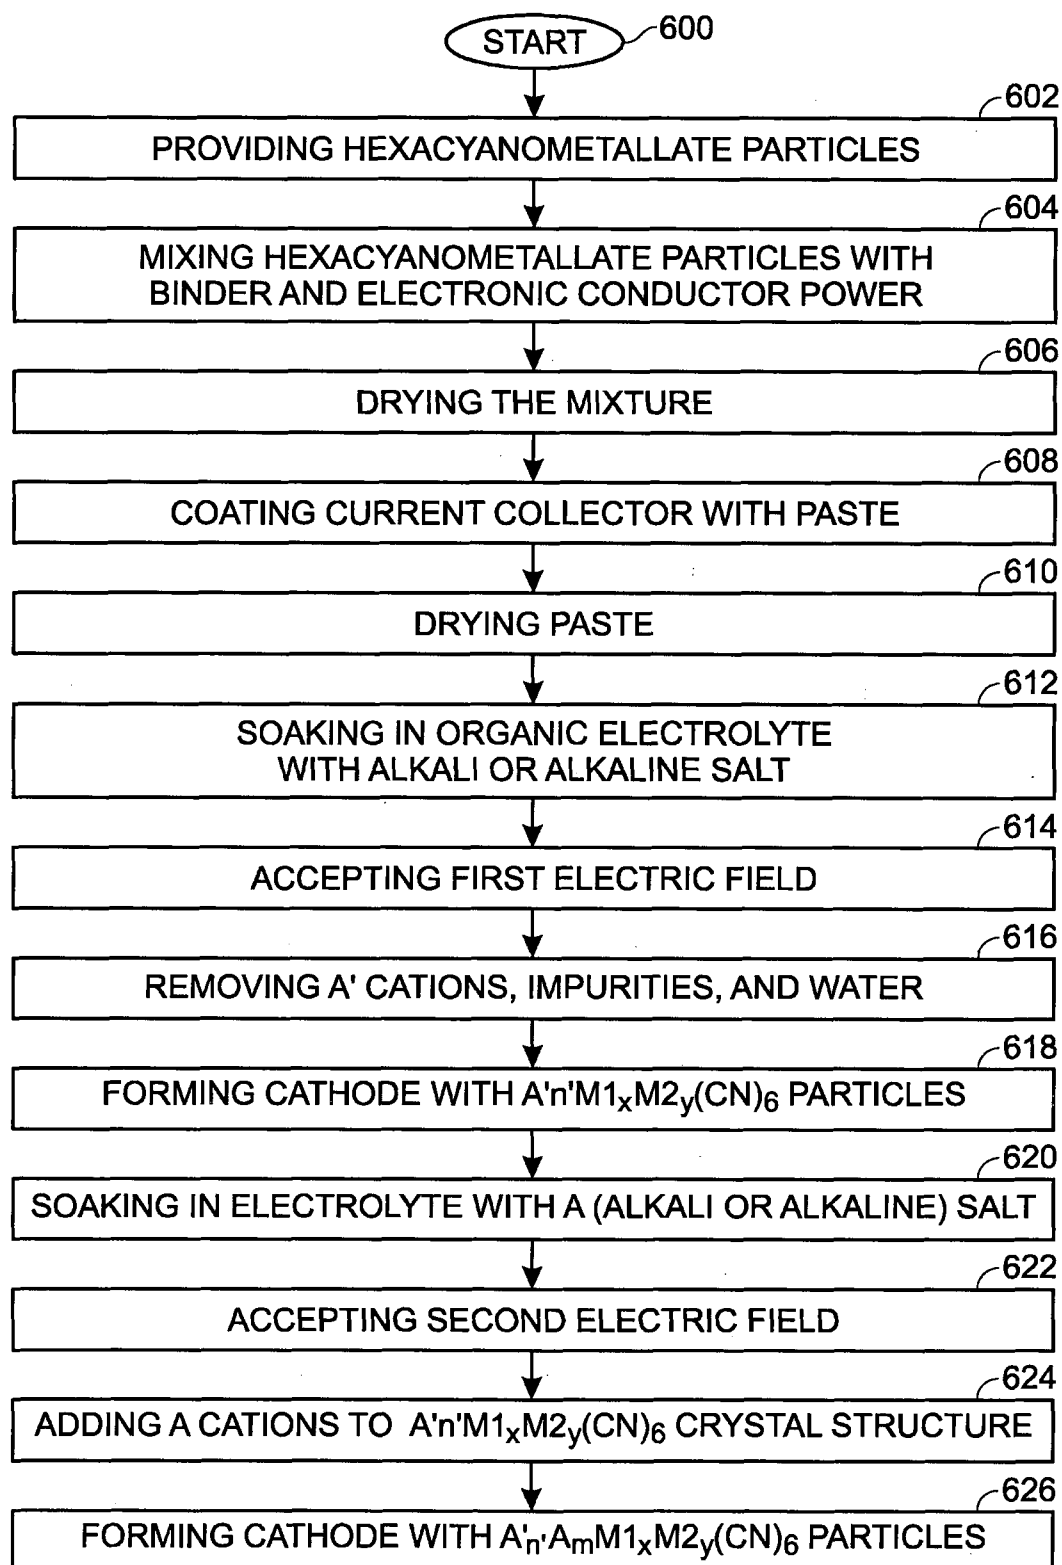 START
600
602
PROVIDING HEXACYANOMETALLATE PARTICLES
604
MIXING HEXACYANOMETALLATE PARTICLES WITH
BINDER AND ELECTRONIC CONDUCTOR POWER
606
DRYING THE MIXTURE
608
COATING CURRENT COLLECTOR WITH PASTE
610
DRYING PASTE
612
SOAKING IN ORGANIC ELECTROLYTE
WITH ALKALI OR ALKALINE SALT
614
ACCEPTING FIRST ELECTRIC FIELD
616
REMOVING A' CATIONS, IMPURITIES, AND WATER
618
FORMING CATHODE WITH A'n'M1ₓM2ᵧ(CN)₆ PARTICLES
620
SOAKING IN ELECTROLYTE WITH A (ALKALI OR ALKALINE) SALT
622
ACCEPTING SECOND ELECTRIC FIELD
624
ADDING A CATIONS TO A'n'M1ₓM2ᵧ(CN)₆ CRYSTAL STRUCTURE
626
FORMING CATHODE WITH A'ₙ'AₘM1ₓM2ᵧ(CN)₆ PARTICLES